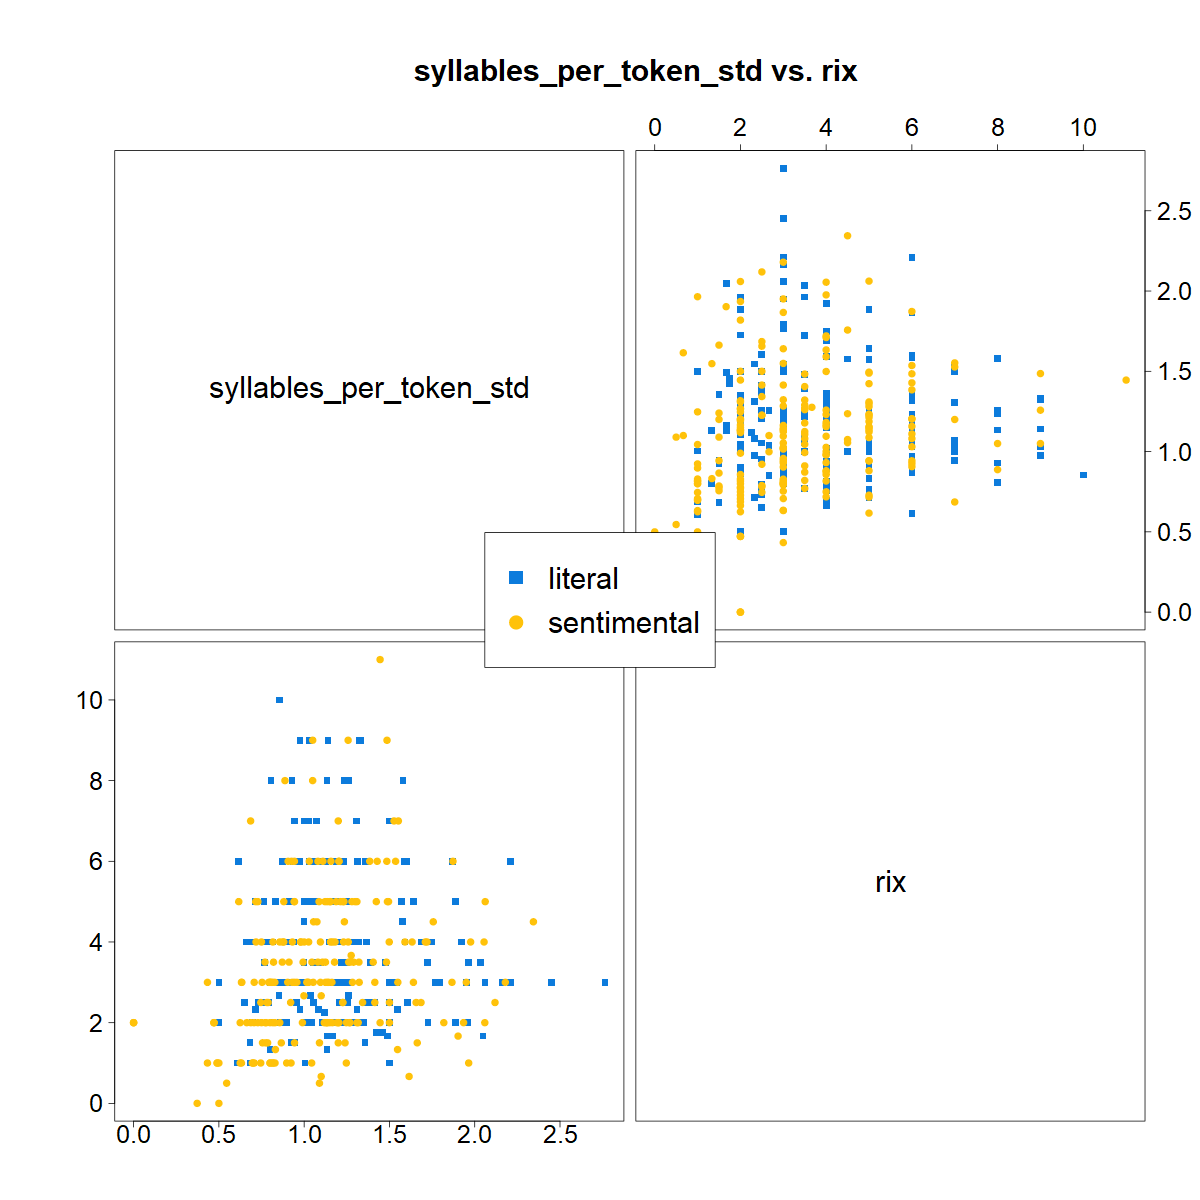 syllables_per_token_std vs. rix
0 2 4 6 8 10
syllables_per_token_std
2.5
2.0
1.5
1.0
0.5
0.0
literal
sentimental
10
8
6
4
2
0
rix
0.0 0.5 1.0 1.5 2.0 2.5